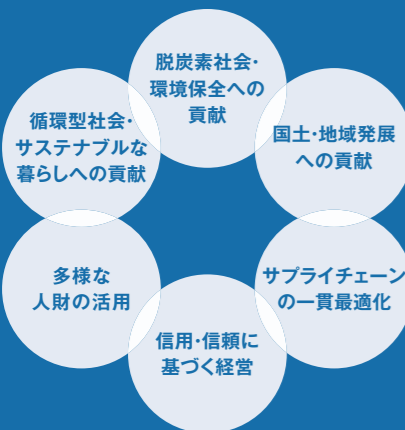 脱炭素社会・
環境保全への
貢献
国土・地域発展
への貢献
サプライチェーン
の一貫最適化
信用・信頼に
基づく経営
多様な
人財の活用
循環型社会・
サステナブルな
暮らしへの貢献